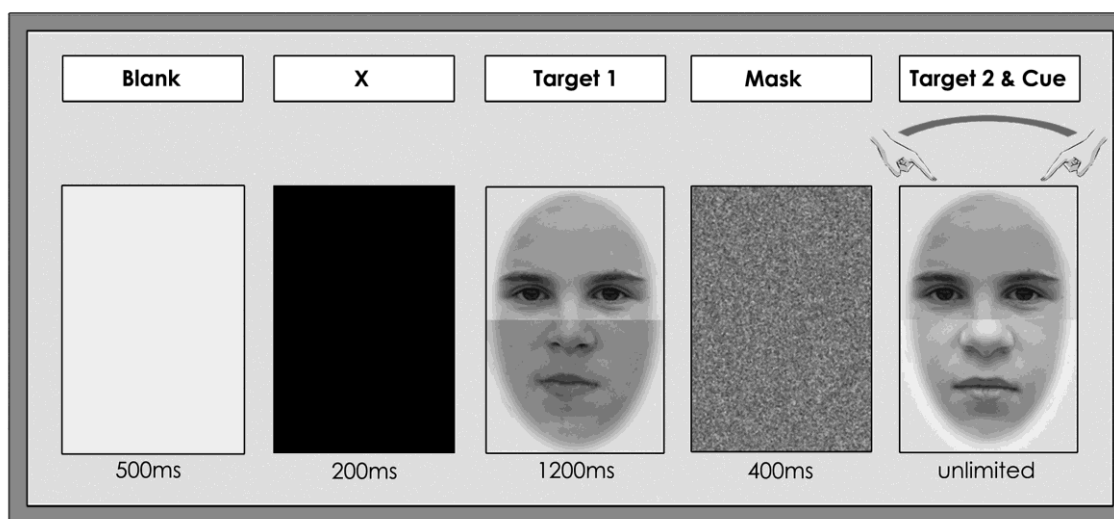 Blank
X
Target 1
Mask
Target 2 & Cue
500ms
200ms
1200ms
400ms
unlimited